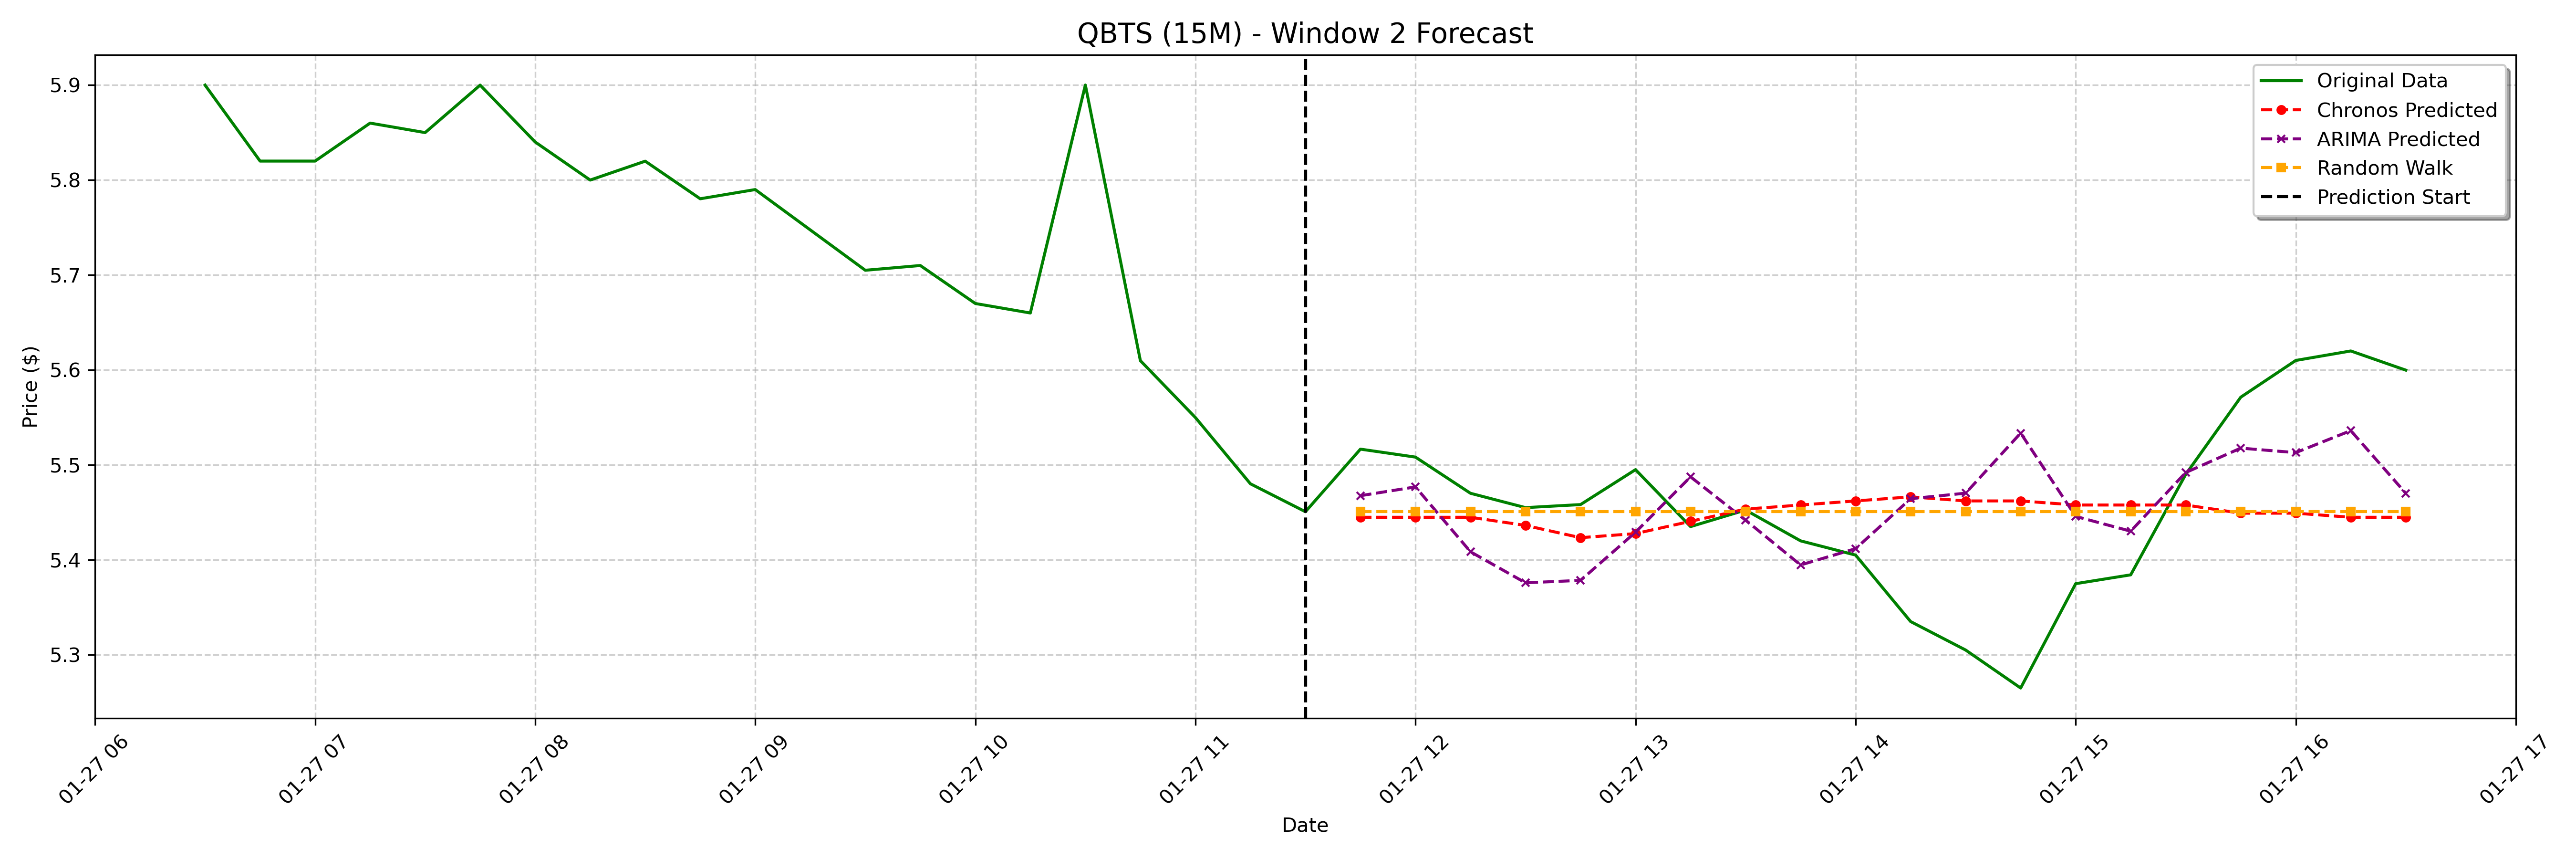 QBTS (15M) - Window 2 Forecast
Price ($)
5.9
5.8
5.7
5.6
5.5
5.4
5.3
Original Data
Chronos Predicted
ARIMA Predicted
Random Walk
Prediction Start
01-27 06
01-27 07
01-27 08
01-27 09
01-27 10
01-27 11
01-27 12
01-27 13
01-27 14
01-27 15
01-27 16
01-27 17
Date